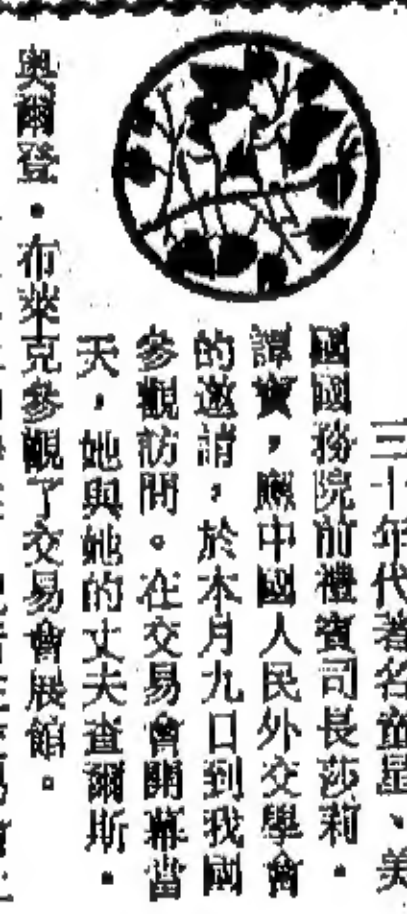 三十年代著名童星、美
國國務院前禮賓司長莎莉・
譚寶，應中國人民外交學會
的邀請，於本月九日到我國
參觀訪問。在交易會開幕當
天，她與她的丈夫查爾斯・
奧爾登・布萊克參觀了交易會展館。